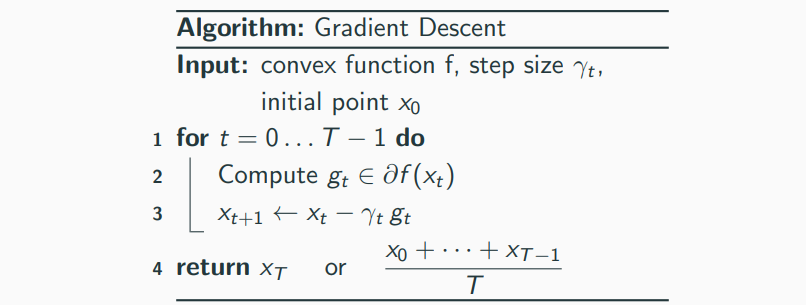 Algorithm: Gradient Descent
Input: convex function f, step size γ_t,
initial point x_0
1 for t = 0 … T − 1 do
2 Compute g_t ∈ ∂f(x_t)
3 x_{t+1} ← x_t − γ_t g_t
4 return x_T or (x_0 + ⋯ + x_{T−1}) / T